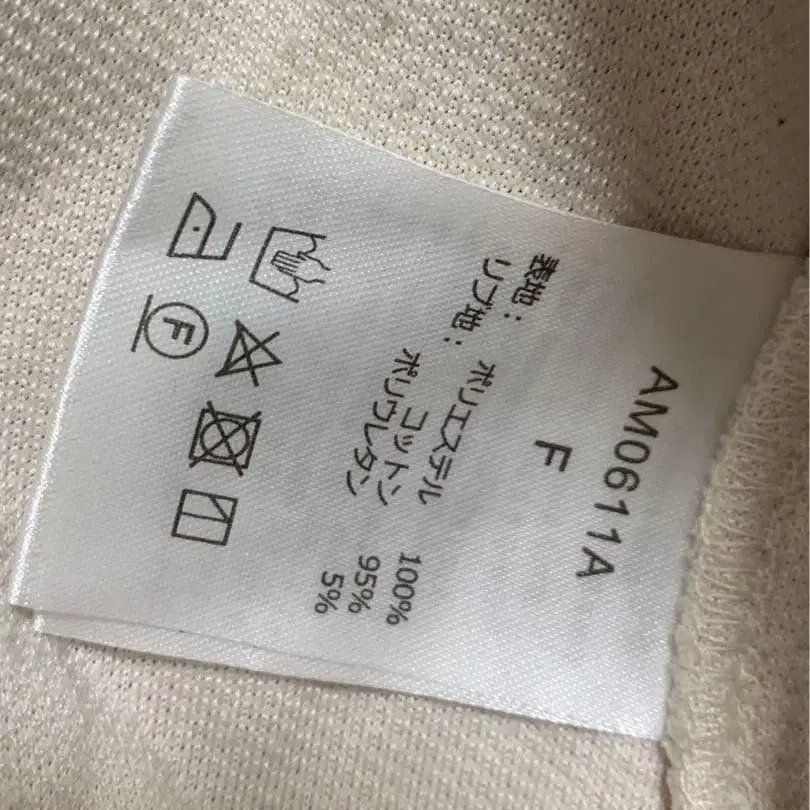 AM0611A
F
表地： ポリエステル 100%
リブ地： コットン 95%
ポリウレタン 5%
F